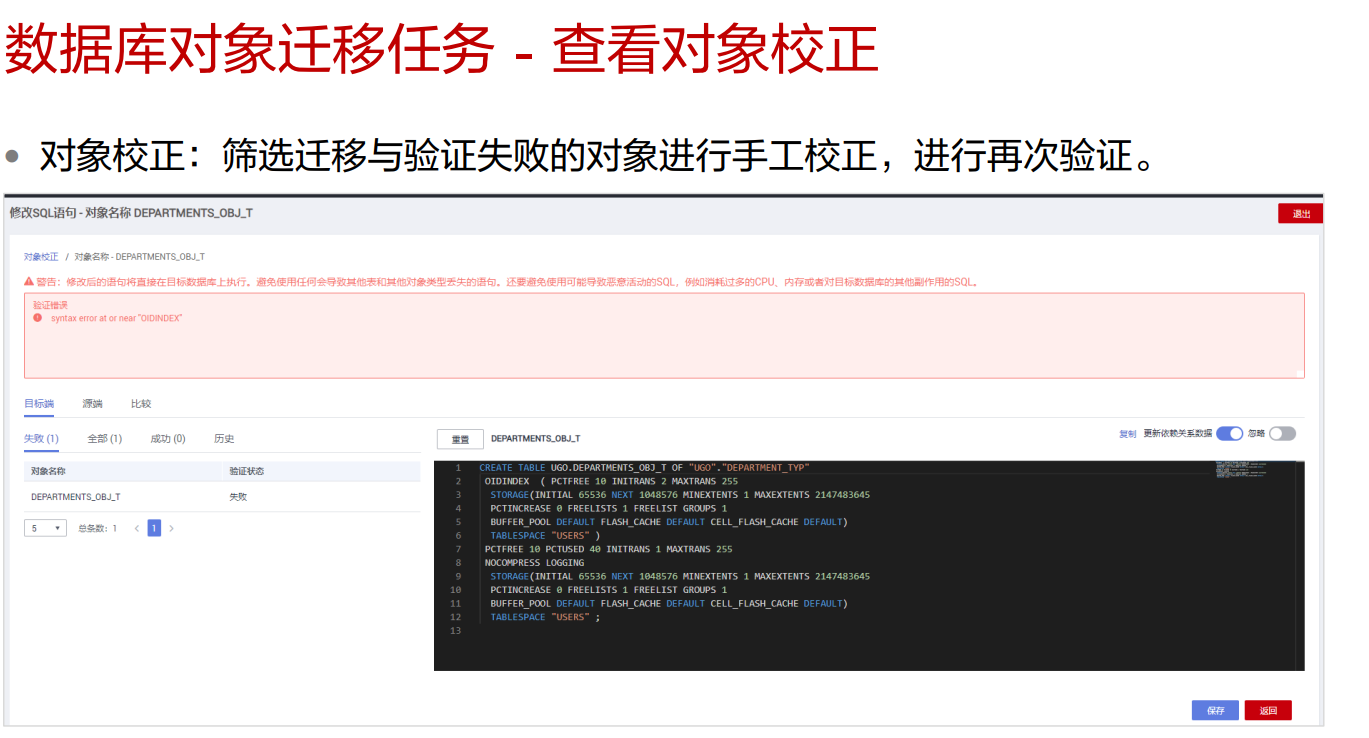 数据库对象迁移任务 - 查看对象校正
● 对象校正：筛选迁移与验证失败的对象进行手工校正，进行再次验证。
修改SQL语句 - 对象名称 DEPARTMENTS_OBJ_T
退出
对象校正 / 对象名称 - DEPARTMENTS_OBJ_T
警告：修改后的语句将直接在目标数据库上执行。避免使用任何会导致其他表和其他对象类型丢失的语句。还要避免使用可能导致恶意活动的SQL，例如消耗过多的CPU、内存或者对目标数据库的其他副作用的SQL。
验证错误
syntax error at or near "OIDINDEX"
目标端 源端 比较
失败 (1) 全部 (1) 成功 (0) 历史
重置 DEPARTMENTS_OBJ_T 复制 更新依赖关系数据 忽略
对象名称 验证状态
DEPARTMENTS_OBJ_T 失败
5 总条数：1 < 1 >
1 CREATE TABLE UGO.DEPARTMENTS_OBJ_T OF "UGO"."DEPARTMENT_TYP"
2 OIDINDEX ( PCTFREE 10 INITRANS 2 MAXTRANS 255
3 STORAGE(INITIAL 65536 NEXT 1048576 MINEXTENTS 1 MAXEXTENTS 2147483645
4 PCTINCREASE 0 FREELISTS 1 FREELIST GROUPS 1
5 BUFFER_POOL DEFAULT FLASH_CACHE DEFAULT CELL_FLASH_CACHE DEFAULT)
6 TABLESPACE "USERS" )
7 PCTFREE 10 PCTUSED 40 INITRANS 1 MAXTRANS 255
8 NOCOMPRESS LOGGING
9 STORAGE(INITIAL 65536 NEXT 1048576 MINEXTENTS 1 MAXEXTENTS 2147483645
10 PCTINCREASE 0 FREELISTS 1 FREELIST GROUPS 1
11 BUFFER_POOL DEFAULT FLASH_CACHE DEFAULT CELL_FLASH_CACHE DEFAULT)
12 TABLESPACE "USERS" ;
13
保存 返回